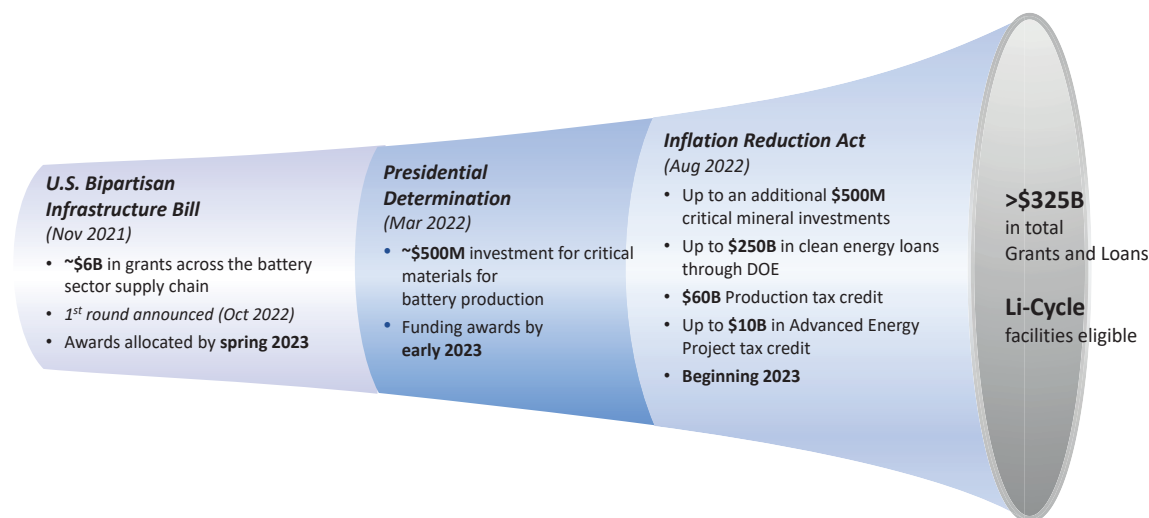 U.S. Bipartisan
Infrastructure Bill
(Nov 2021)
• ~$6B in grants across the battery
sector supply chain
• 1st round announced (Oct 2022)
• Awards allocated by spring 2023
Presidential
Determination
(Mar 2022)
• ~$500M investment for critical
materials for
battery production
• Funding awards by
early 2023
Inflation Reduction Act
(Aug 2022)
• Up to an additional $500M
critical mineral investments
• Up to $250B in clean energy loans
through DOE
• $60B Production tax credit
• Up to $10B in Advanced Energy
Project tax credit
• Beginning 2023
>$325B
in total
Grants and Loans
Li-Cycle
facilities eligible